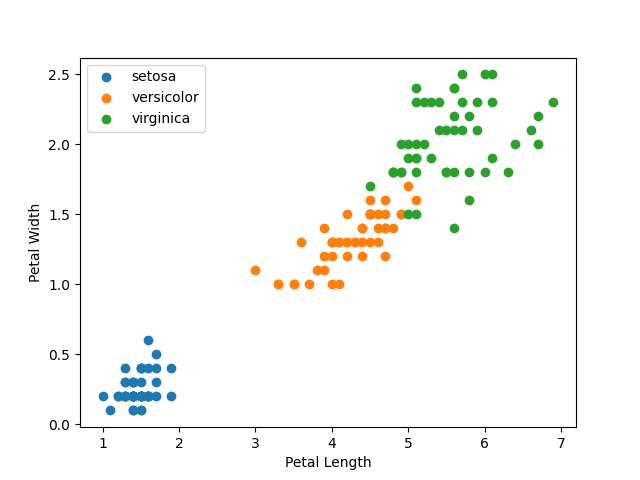 setosa
versicolor
virginica
2.5
2.0
1.5
1.0
0.5
0.0
Petal Width
1 2 3 4 5 6 7
Petal Length